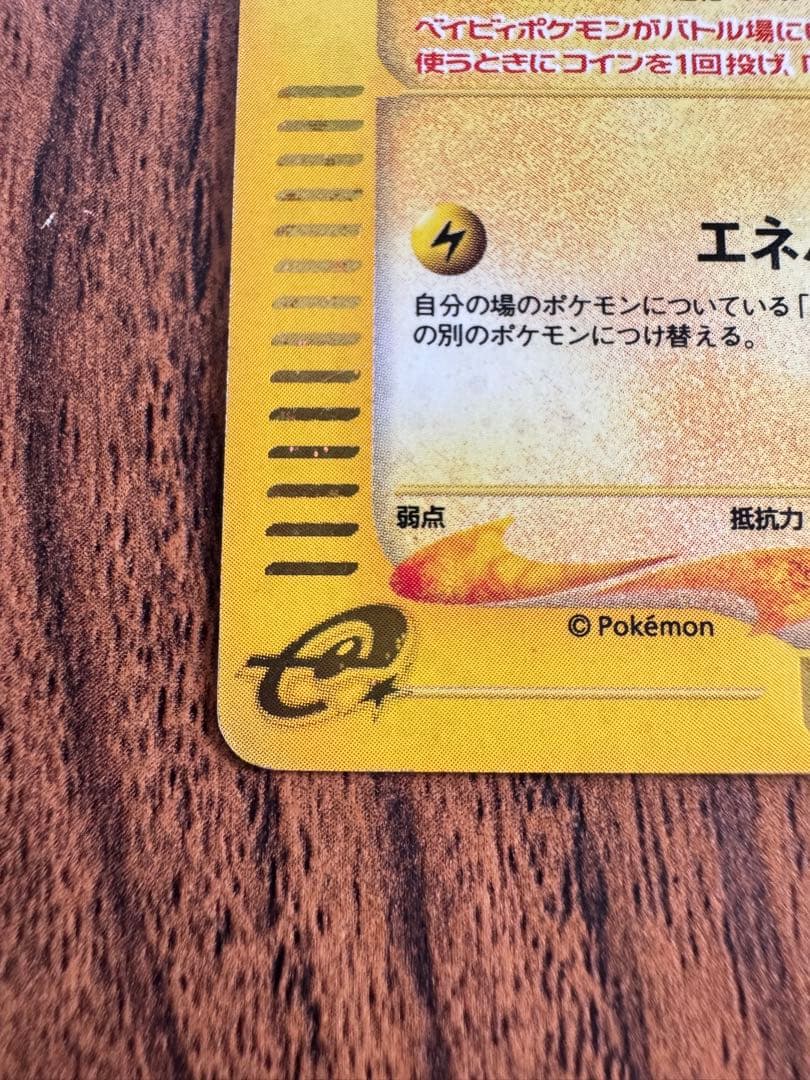 ベイビィポケモンがバトル場に
使うときにコインを1回投げ、「
エネ
自分の場のポケモンについている「
の別のポケモンにつけ替える。
弱点
抵抗力
© Pokémon
e